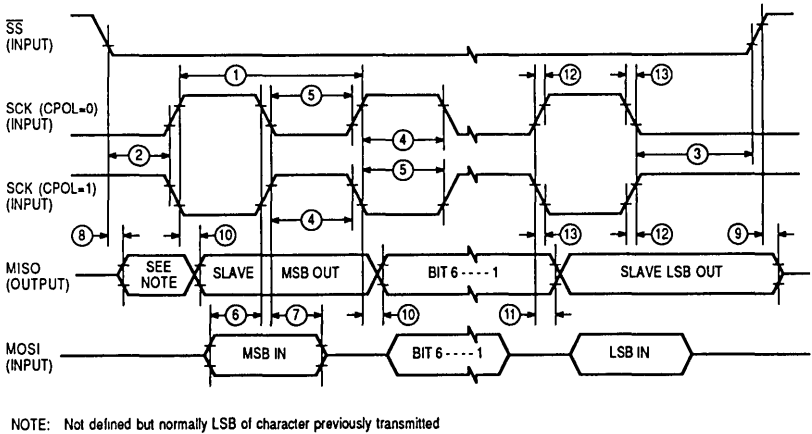 SS
(INPUT)
SCK (CPOL=0)
(INPUT)
SCK (CPOL=1)
(INPUT)
MISO
(OUTPUT)
MOSI
(INPUT)
1
12
13
5
2
4
3
5
4
8
10
13
12
9
SEE
NOTE
SLAVE MSB OUT
BIT 6 - - - - 1
SLAVE LSB OUT
6
7
10
11
MSB IN
BIT 6 - - - - 1
LSB IN
NOTE: Not defined but normally LSB of character previously transmitted